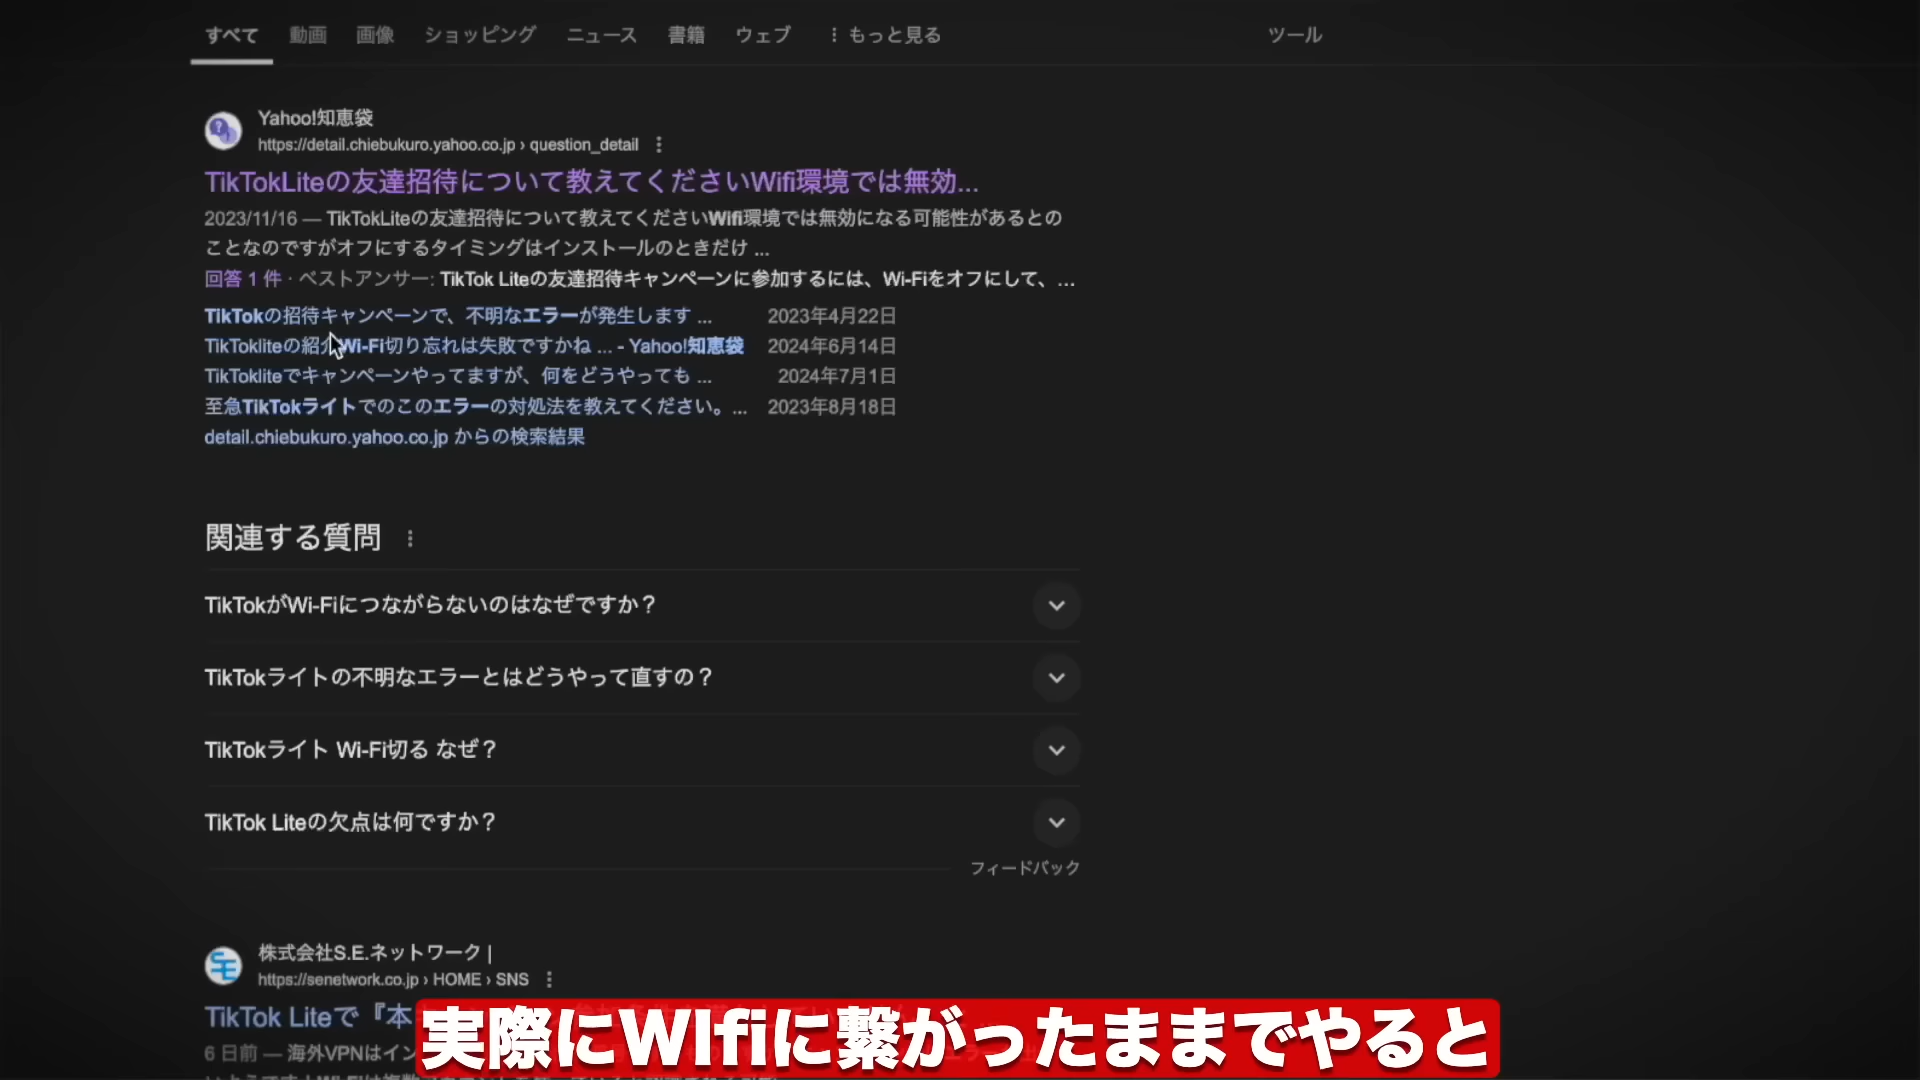 すべて 動画 画像 ショッピング ニュース 書籍 ウェブ もっと見る ツール
Yahoo!知恵袋
https://detail.chiebukuro.yahoo.co.jp › question_detail
TikTokLiteの友達招待について教えてくださいWifi環境では無効...
2023/11/16 — TikTokLiteの友達招待について教えてくださいWifi環境では無効になる可能性があるとの
ことなのですがオフにするタイミングはインストールのときだけ ...
回答 1 件 · ベストアンサー: TikTok Liteの友達招待キャンペーンに参加するには、Wi-Fiをオフにして、...
TikTokの招待キャンペーンで、不明なエラーが発生します ... 2023年4月22日
TikTokliteの紹介Wi-Fi切り忘れは失敗ですかね ... - Yahoo!知恵袋 2024年6月14日
TikTokliteでキャンペーンやってますが、何をどうやっても ... 2024年7月1日
至急TikTokライトでのこのエラーの対処法を教えてください。... 2023年8月18日
detail.chiebukuro.yahoo.co.jp からの検索結果
関連する質問
TikTokがWi-Fiにつながらないのはなぜですか？
TikTokライトの不明なエラーとはどうやって直すの？
TikTokライト Wi-Fi切る なぜ？
TikTok Liteの欠点は何ですか？
フィードバック
株式会社S.E.ネットワーク |
https://senetwork.co.jp › HOME › SNS
TikTok Liteで『本
6 日前 — 海外VPNはイン
実際にWIfiに繋がったままでやると